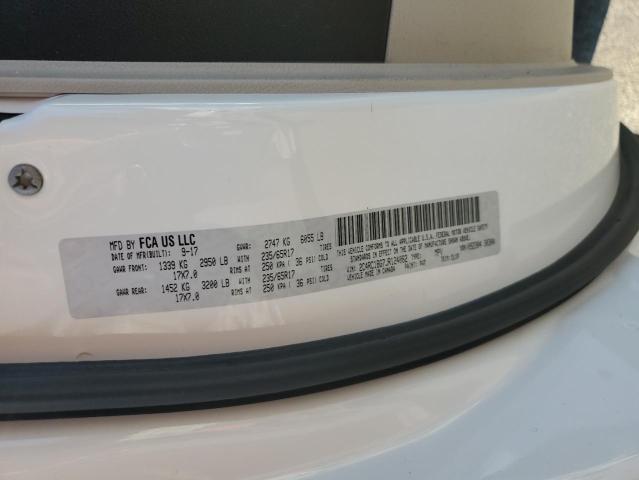 MFD BY FCA US LLC
DATE OF MFR(BUILT): 9-17 GVWR: 2747 KG 6055 LB
GAWR FRONT: 1339 KG 2950 LB WITH 235/65R17 TIRES
17X7.0 RIMS AT 250 KPA ( 36 PSI) COLD
GAWR REAR: 1452 KG 3200 LB WITH 235/65R17 TIRES
17X7.0 RIMS AT 250 KPA ( 36 PSI) COLD
THIS VEHICLE CONFORMS TO ALL APPLICABLE U.S.A. FEDERAL MOTOR VEHICLE SAFETY
STANDARDS IN EFFECT ON THE DATE OF MANUFACTURE SHOWN ABOVE.
TYPE:
MADE IN CANADA PAINT: PW7 TRIM: